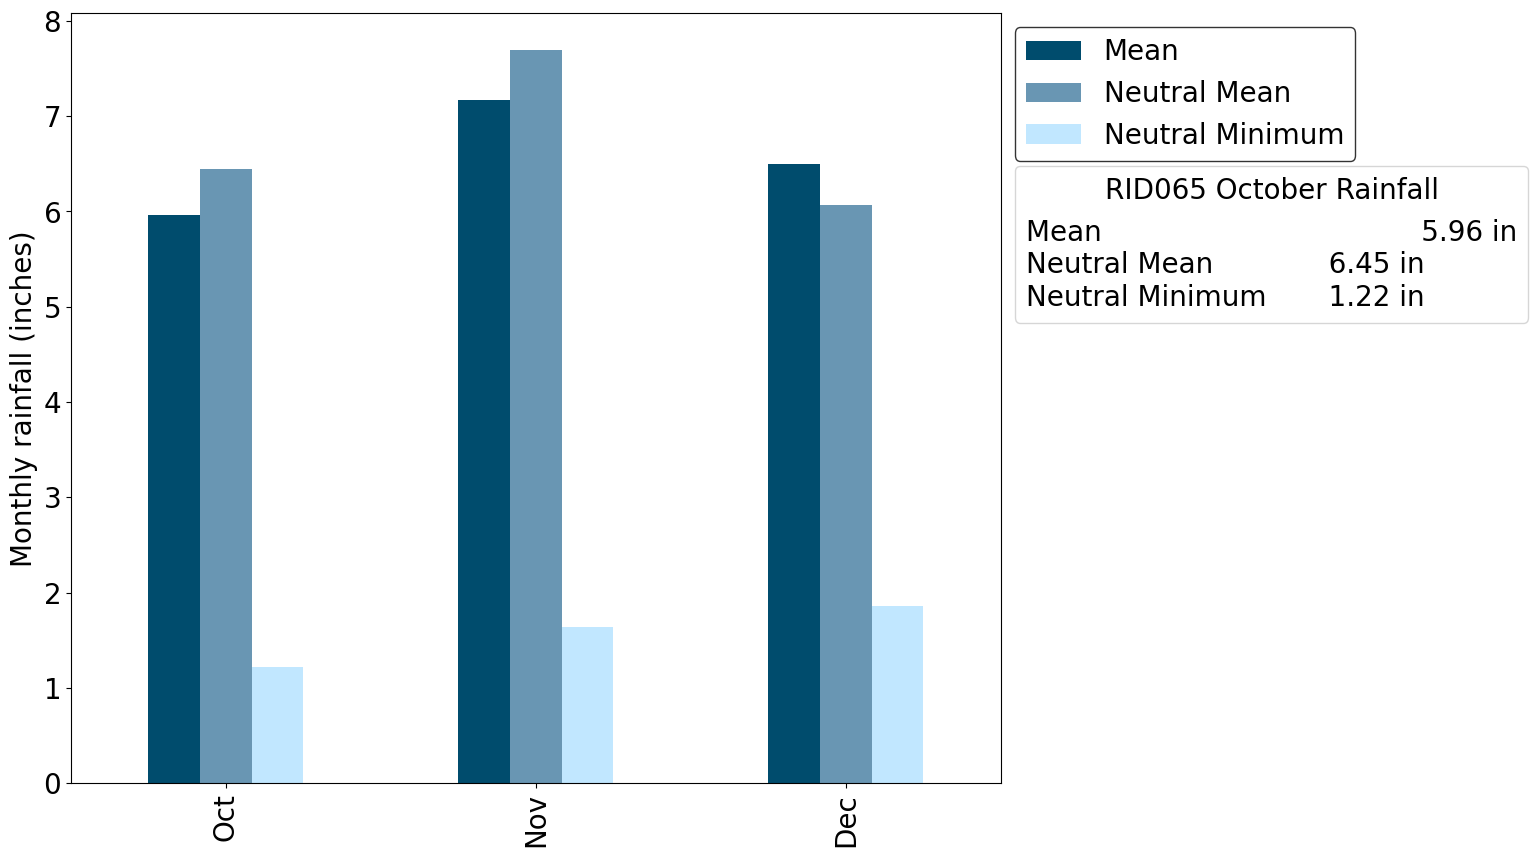 8
7
6
5
4
3
2
1
0
Monthly rainfall (inches)
Oct
Nov
Dec
Mean
Neutral Mean
Neutral Minimum
RID065 October Rainfall
Mean 5.96 in
Neutral Mean 6.45 in
Neutral Minimum 1.22 in